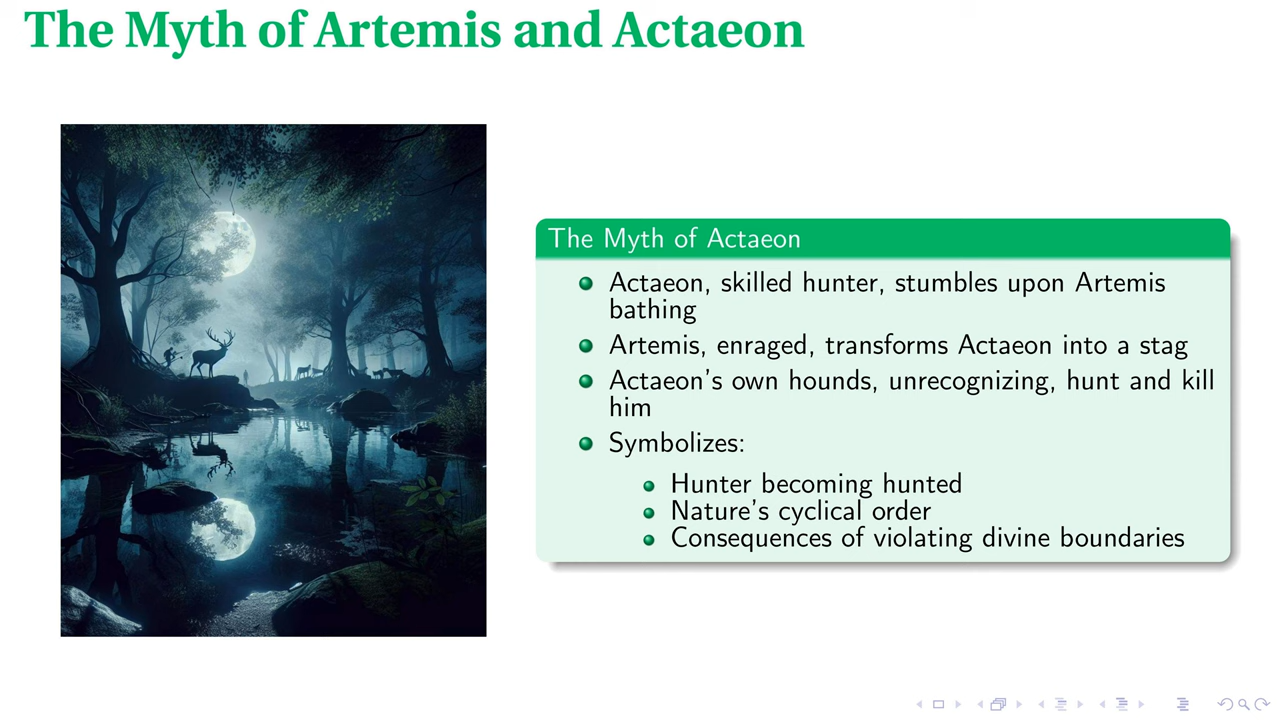 The Myth of Artemis and Actaeon
The Myth of Actaeon
Actaeon, skilled hunter, stumbles upon Artemis
bathing
Artemis, enraged, transforms Actaeon into a stag
Actaeon's own hounds, unrecognizing, hunt and kill
him
Symbolizes:
Hunter becoming hunted
Nature's cyclical order
Consequences of violating divine boundaries